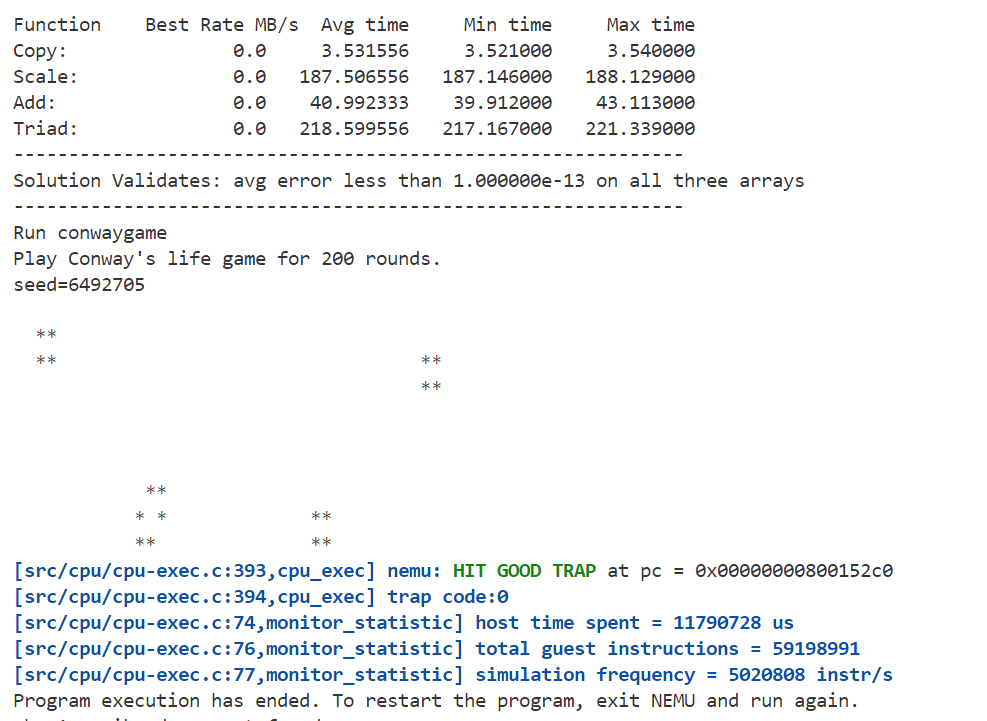 Function    Best Rate MB/s  Avg time     Min time     Max time
Copy:               0.0     3.531556     3.521000     3.540000
Scale:              0.0   187.506556   187.146000   188.129000
Add:                0.0    40.992333    39.912000    43.113000
Triad:              0.0   218.599556   217.167000   221.339000
-------------------------------------------------------------
Solution Validates: avg error less than 1.000000e-13 on all three arrays
-------------------------------------------------------------
Run conwaygame
Play Conway's life game for 200 rounds.
seed=6492705
  **
  **                                 **
                                     **
            **
           * *             **
           **              **
[src/cpu/cpu-exec.c:393,cpu_exec] nemu: HIT GOOD TRAP at pc = 0x00000000800152c0
[src/cpu/cpu-exec.c:394,cpu_exec] trap code:0
[src/cpu/cpu-exec.c:74,monitor_statistic] host time spent = 11790728 us
[src/cpu/cpu-exec.c:76,monitor_statistic] total guest instructions = 59198991
[src/cpu/cpu-exec.c:77,monitor_statistic] simulation frequency = 5020808 instr/s
Program execution has ended. To restart the program, exit NEMU and run again.